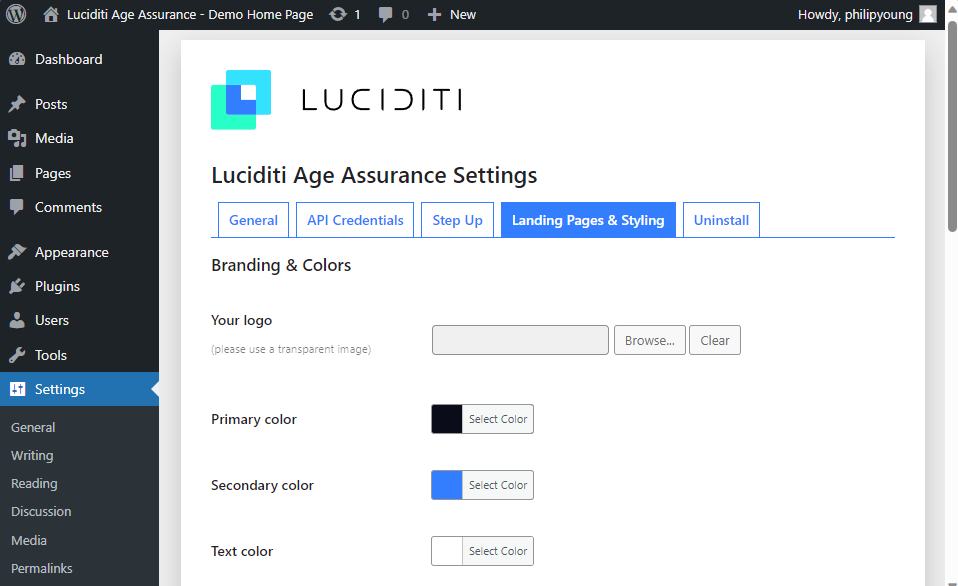 Luciditi Age Assurance - Demo Home Page 1 0 New Howdy, philipyoung
Dashboard
Posts
Media
Pages
Comments
Appearance
Plugins
Users
Tools
Settings
General
Writing
Reading
Discussion
Media
Permalinks
LUCIDITI
Luciditi Age Assurance Settings
General API Credentials Step Up Landing Pages & Styling Uninstall
Branding & Colors
Your logo
(please use a transparent image)
Browse... Clear
Primary color Select Color
Secondary color Select Color
Text color Select Color